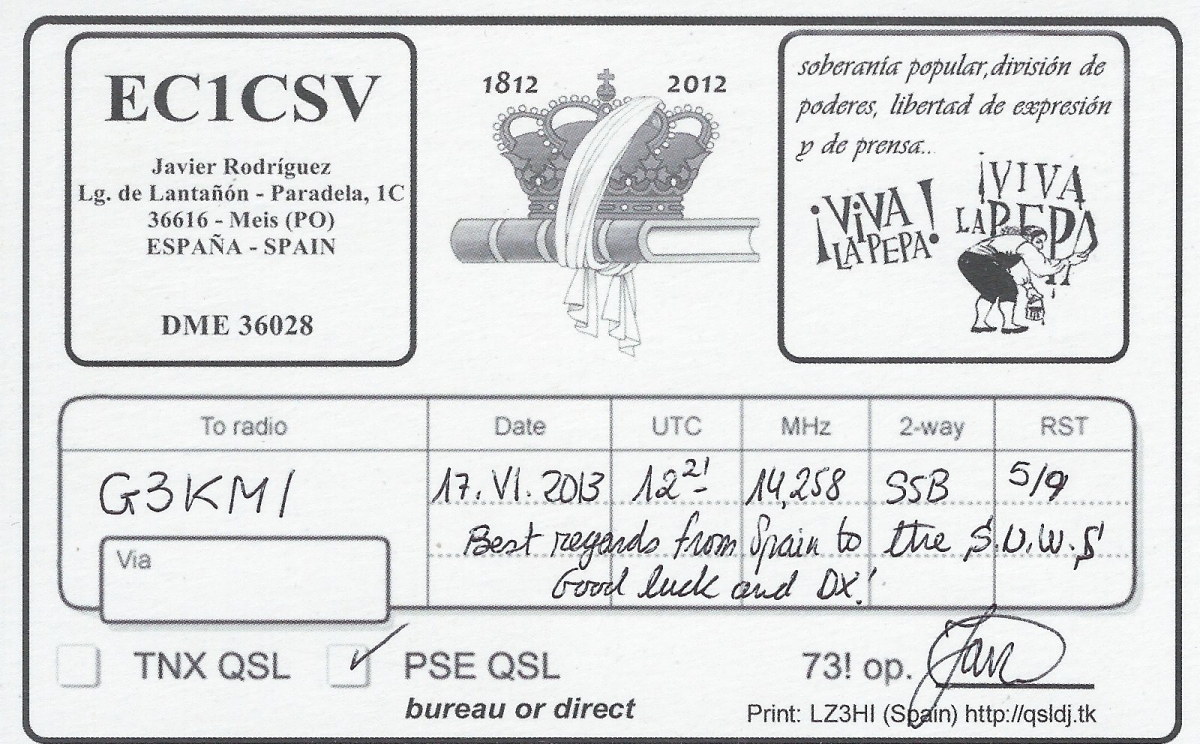 EC1CSV
Javier Rodríguez
Lg. de Lantañón - Paradela, 1C
36616 - Meis (PO)
ESPAÑA - SPAIN
DME 36028
1812 2012
soberanía popular, división de
poderes, libertad de expresión
y de prensa...
¡VIVA
LA PEPA!
¡VIVA
LA PEPA
To radio Date UTC MHz 2-way RST
G3KMI 17.VI.2013 12 21 14,258 SSB 5/9
Best regards from Spain to the S.U.W.S
Good luck and DX!
Via
TNX QSL ✓ PSE QSL 73! op. Javi
bureau or direct
Print: LZ3HI (Spain) http://qsldj.tk